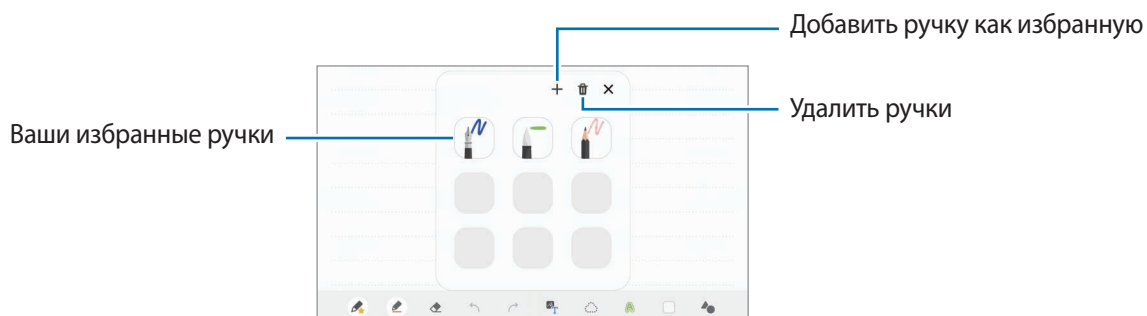 Добавить ручку как избранную
Удалить ручки
Ваши избранные ручки